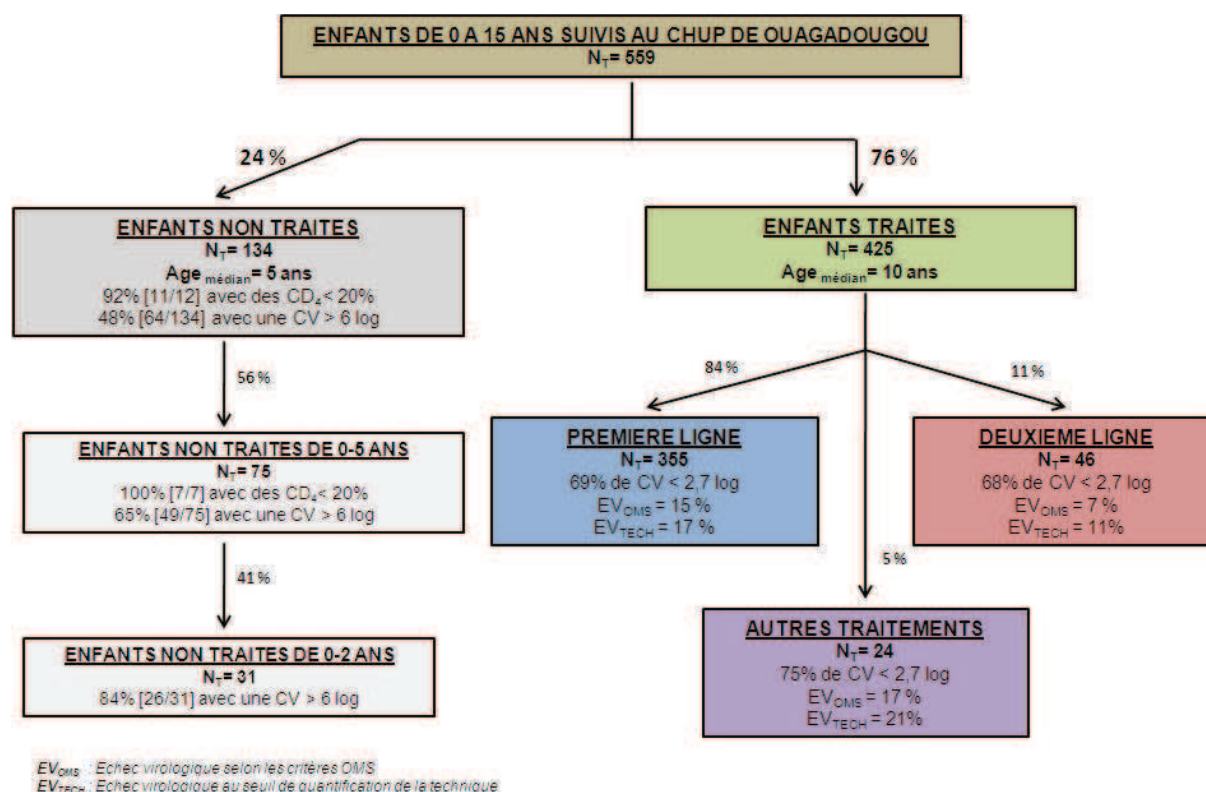 ENFANTS DE 0 A 15 ANS SUIVIS AU CHUP DE OUAGADOUGOU
NT= 559
24 %
76 %
ENFANTS NON TRAITES
NT= 134
Age médian= 5 ans
92% [11/12] avec des CD4< 20%
48% [64/134] avec une CV > 6 log
ENFANTS TRAITES
NT= 425
Age médian= 10 ans
56%
84%
11%
5%
ENFANTS NON TRAITES DE 0-5 ANS
NT= 75
100% [7/7] avec des CD4< 20%
65% [49/75] avec une CV > 6 log
PREMIERE LIGNE
NT= 355
69% de CV < 2,7 log
EVOMS = 15 %
EVTECH = 17 %
DEUXIEME LIGNE
NT= 46
68% de CV < 2,7 log
EVOMS = 7 %
EVTECH = 11%
41%
ENFANTS NON TRAITES DE 0-2 ANS
NT= 31
84% [26/31] avec une CV > 6 log
AUTRES TRAITEMENTS
NT= 24
75% de CV < 2,7 log
EVOMS = 17 %
EVTECH = 21%
EVOMS : Echec virologique selon les critères OMS
EVTECH : Echec virologique au seuil de quantification de la technique